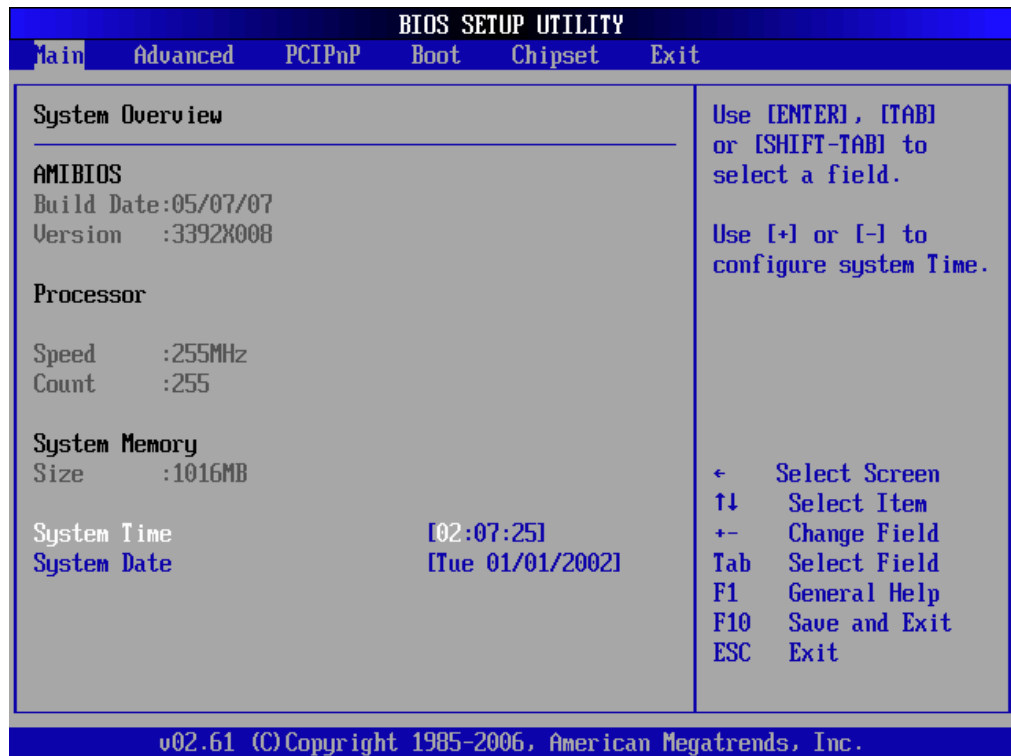 BIOS SETUP UTILITY
Main Advanced PCIPnP Boot Chipset Exit
System Overview
AMIBIOS
Build Date:05/07/07
Version :3392X008
Processor
Speed :255MHz
Count :255
System Memory
Size :1016MB
System Time [02:07:25]
System Date [Tue 01/01/2002]
Use [ENTER], [TAB]
or [SHIFT-TAB] to
select a field.
Use [+] or [-] to
configure system Time.
← Select Screen
↑↓ Select Item
+- Change Field
Tab Select Field
F1 General Help
F10 Save and Exit
ESC Exit
v02.61 (C)Copyright 1985-2006, American Megatrends, Inc.